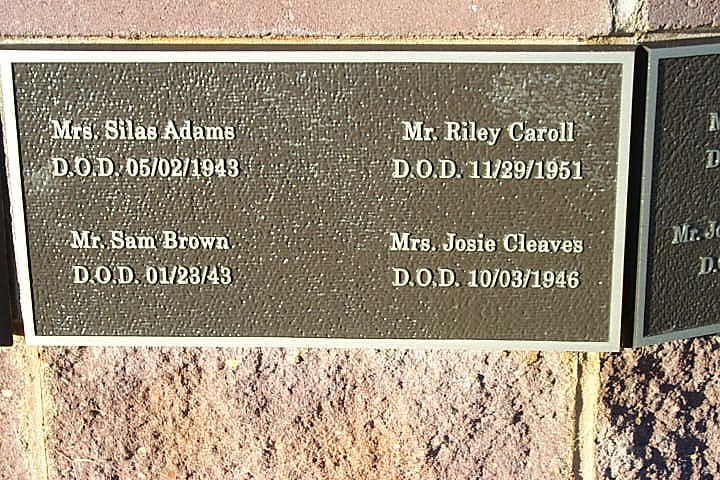 Mrs. Silas Adams
D.O.D. 05/02/1943
Mr. Riley Caroll
D.O.D. 11/29/1951
Mr. Sam Brown
D.O.D. 01/23/43
Mrs. Josie Cleaves
D.O.D. 10/03/1946
Mr.